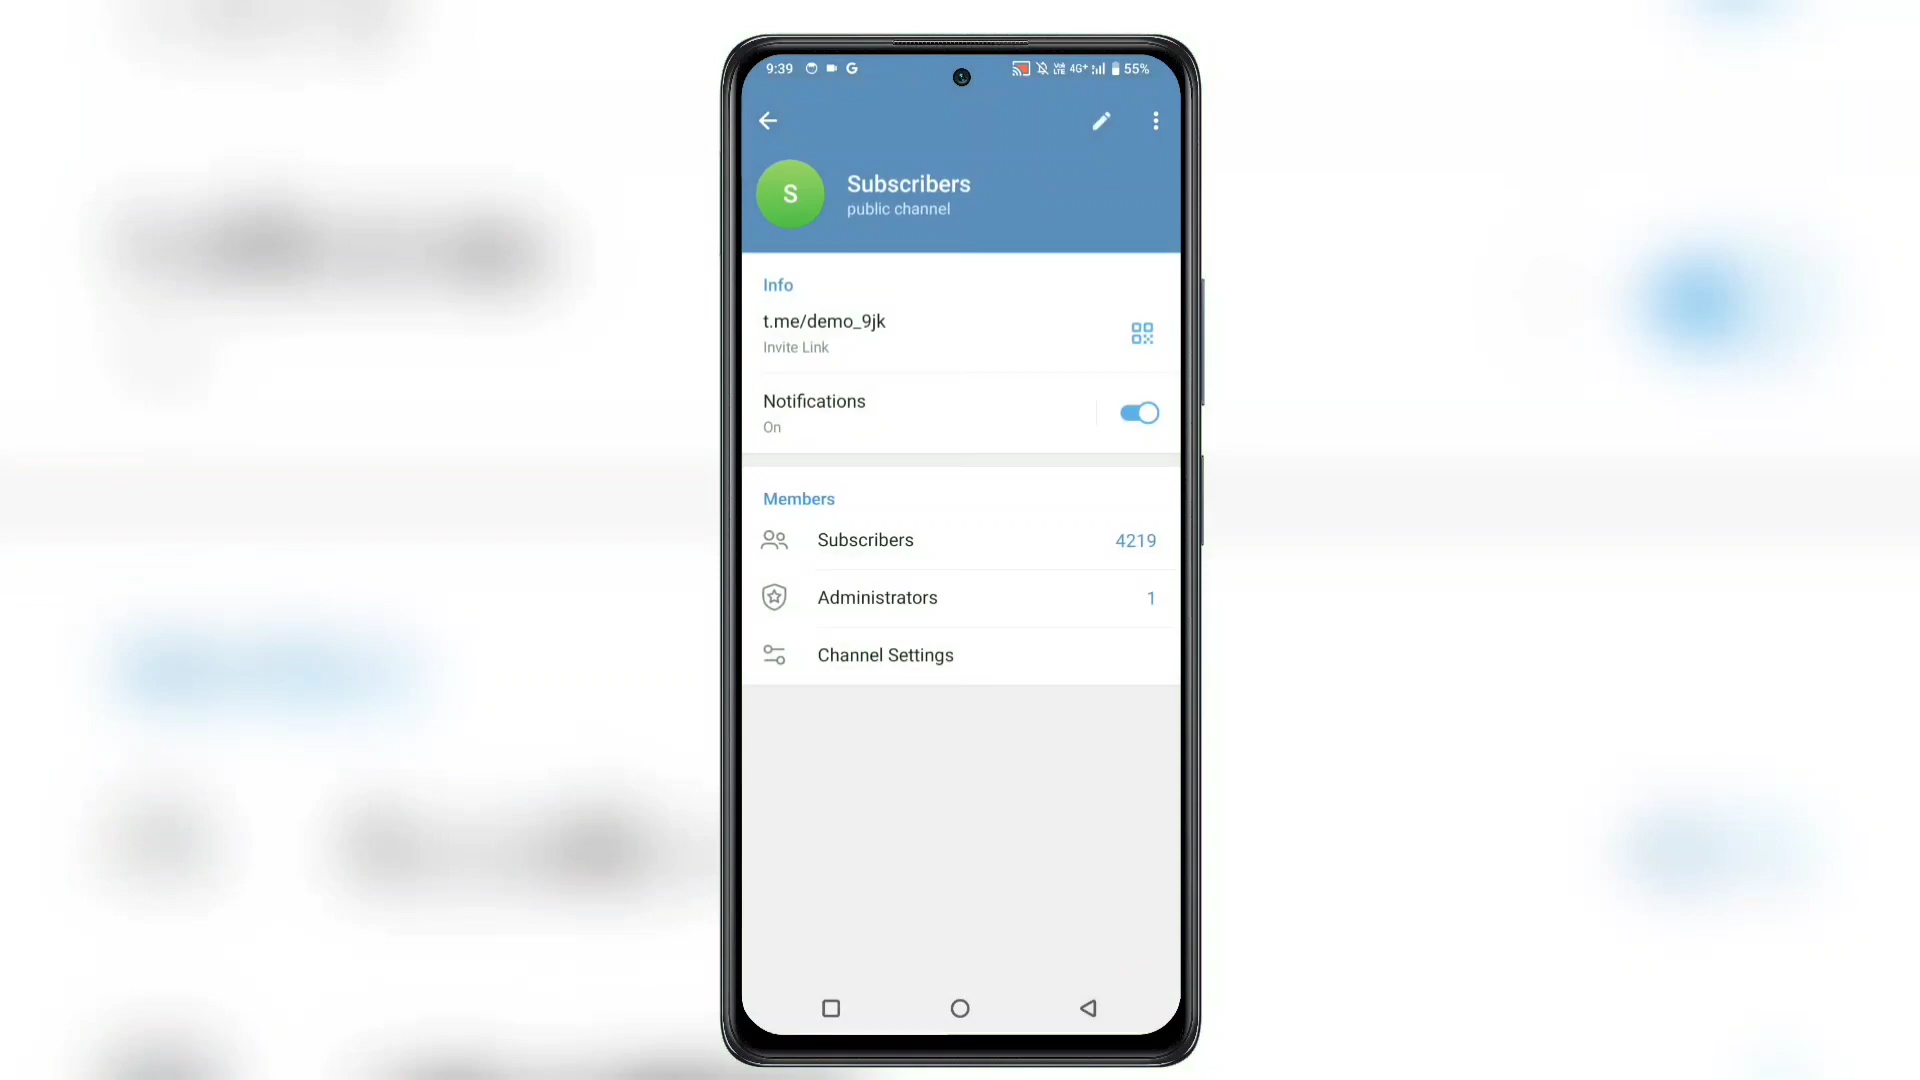 9:39 G 4G+ 55%
S
Subscribers
public channel
Info
t.me/demo_9jk
Invite Link
Notifications
On
Members
Subscribers 4219
Administrators 1
Channel Settings